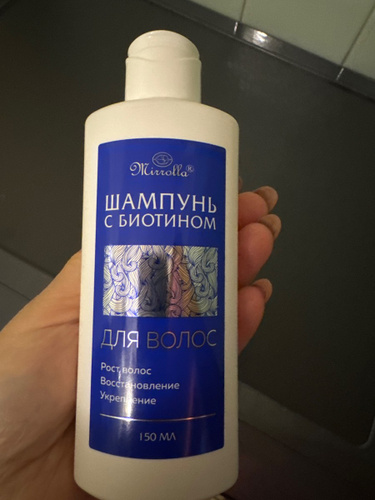 Mirrolla®
ШАМПУНЬ
С БИОТИНОМ
ДЛЯ ВОЛОС
Рост волос
Восстановление
Укрепление
150 МЛ